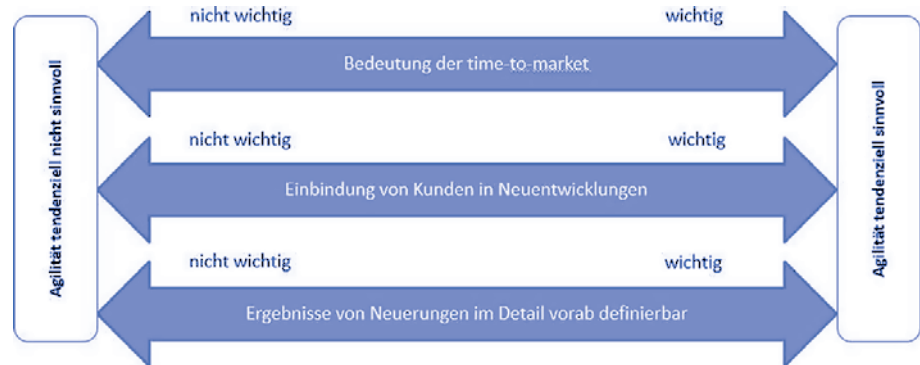 nicht wichtig wichtig
Bedeutung der time-to-market
nicht wichtig wichtig
Einbindung von Kunden in Neuentwicklungen
nicht wichtig wichtig
Ergebnisse von Neuerungen im Detail vorab definierbar
Agilität tendenziell nicht sinnvoll
Agilität tendenziell sinnvoll